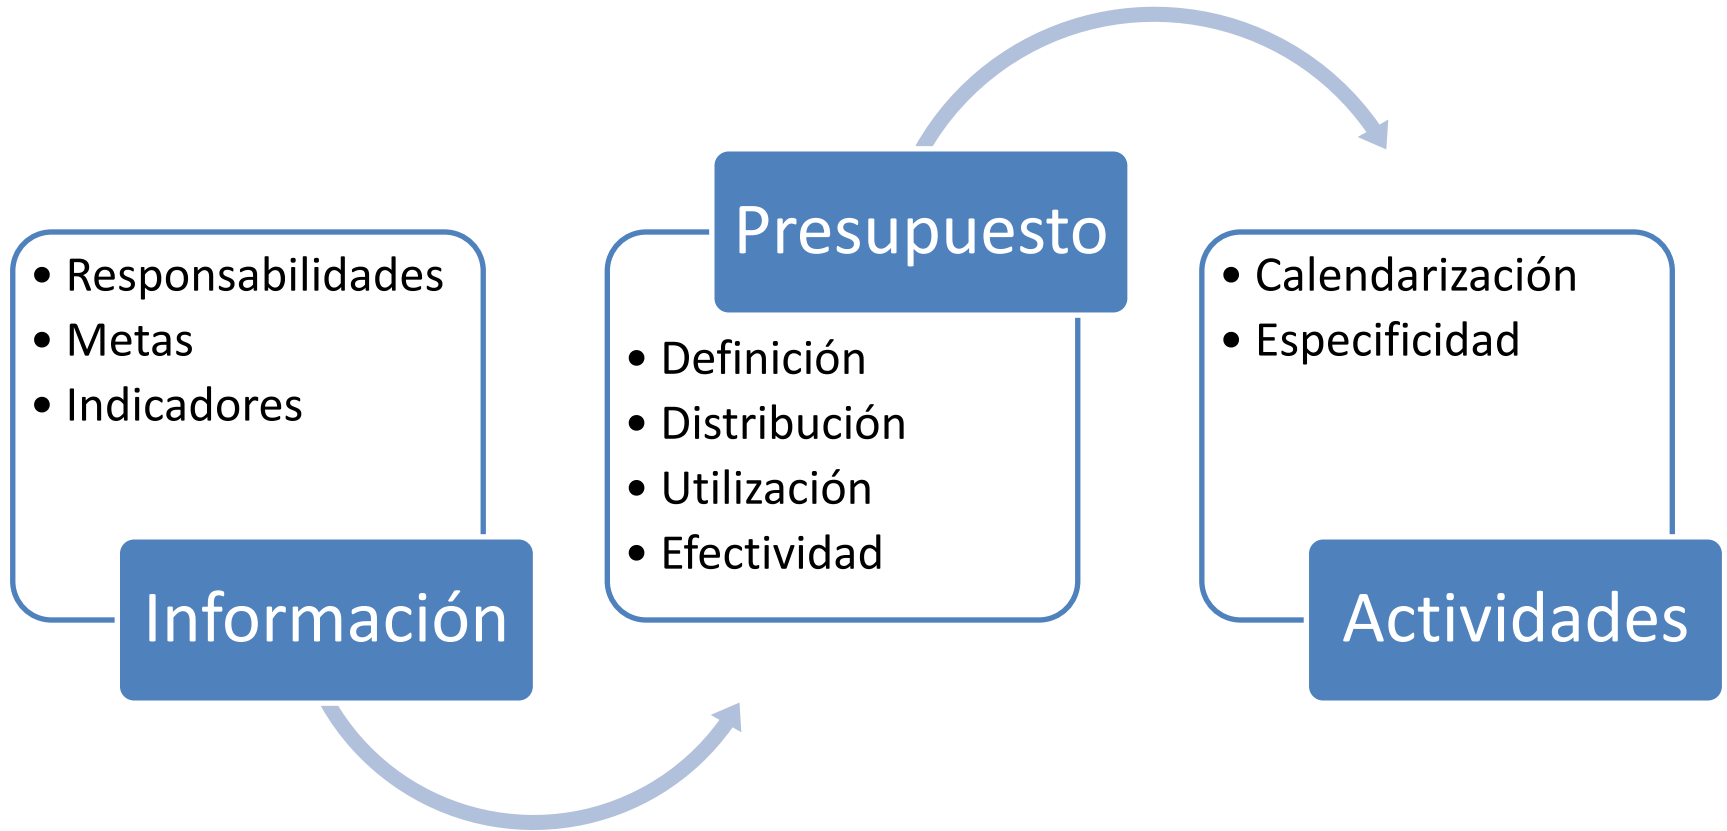 • Responsabilidades
• Metas
• Indicadores
Información
Presupuesto
• Definición
• Distribución
• Utilización
• Efectividad
• Calendarización
• Especificidad
Actividades